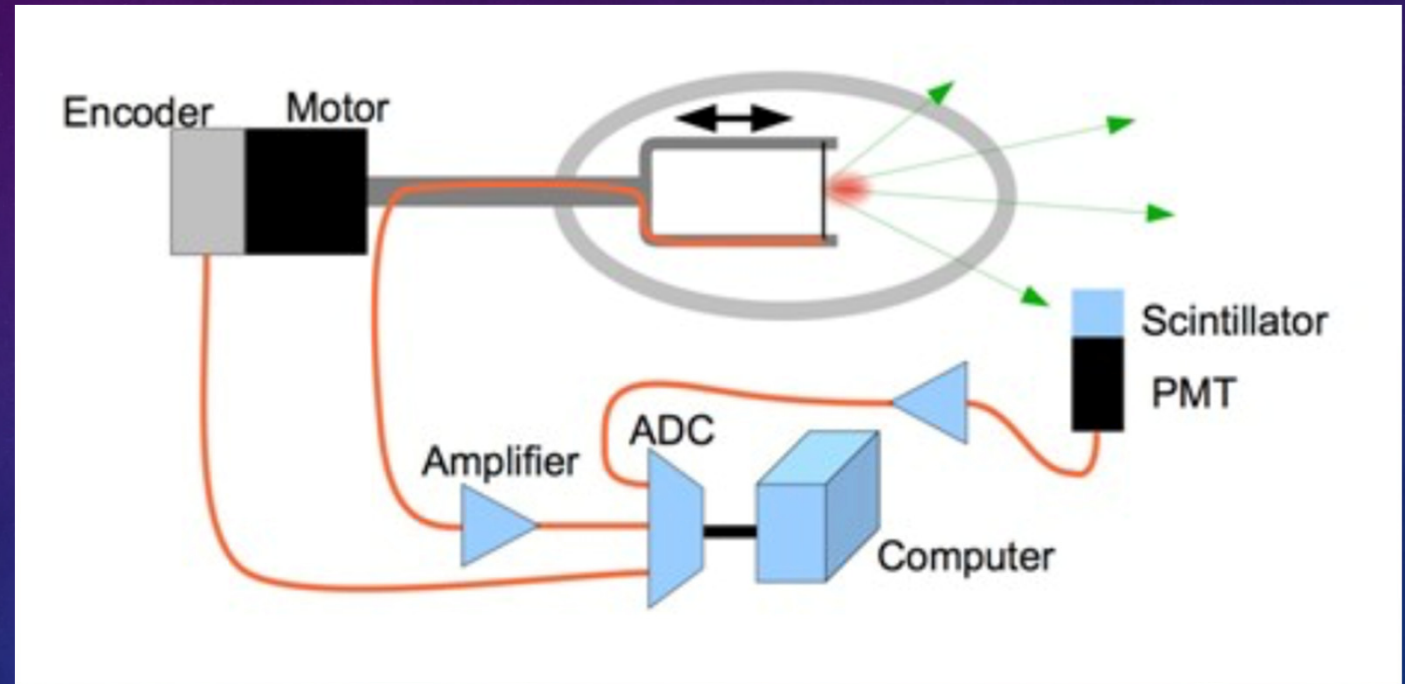 Encoder
Motor
Scintillator
PMT
ADC
Amplifier
Computer